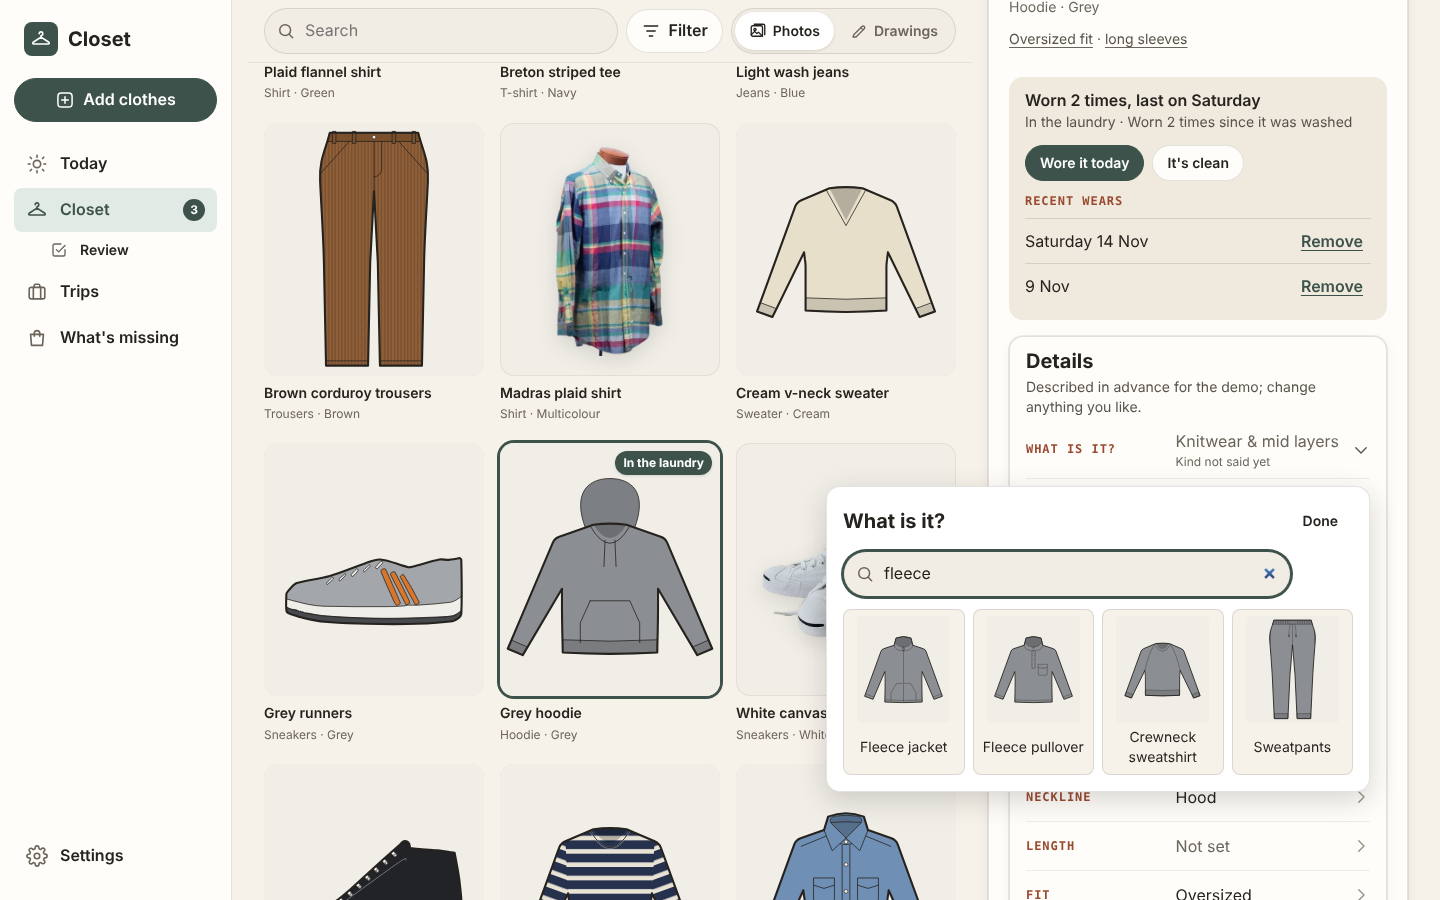 Closet
Add clothes
Today
Closet
3
Review
Trips
What's missing
Settings
Search
Filter
Photos
Drawings
Plaid flannel shirt
Shirt · Green
Breton striped tee
T-shirt · Navy
Light wash jeans
Jeans · Blue
Brown corduroy trousers
Trousers · Brown
Madras plaid shirt
Shirt · Multicolour
Cream v-neck sweater
Sweater · Cream
In the laundry
Grey runners
Sneakers · Grey
Grey hoodie
Hoodie · Grey
White canvas
Sneakers ·
Hoodie · Grey
Oversized fit · long sleeves
Worn 2 times, last on Saturday
In the laundry · Worn 2 times since it was washed
Wore it today
It's clean
RECENT WEARS
Saturday 14 Nov
Remove
9 Nov
Remove
Details
Described in advance for the demo; change
anything you like.
WHAT IS IT?
Knitwear & mid layers
Kind not said yet
What is it?
Done
fleece
Fleece jacket
Fleece pullover
Crewneck
sweatshirt
Sweatpants
NECKLINE
Hood
LENGTH
Not set
FIT
Oversized